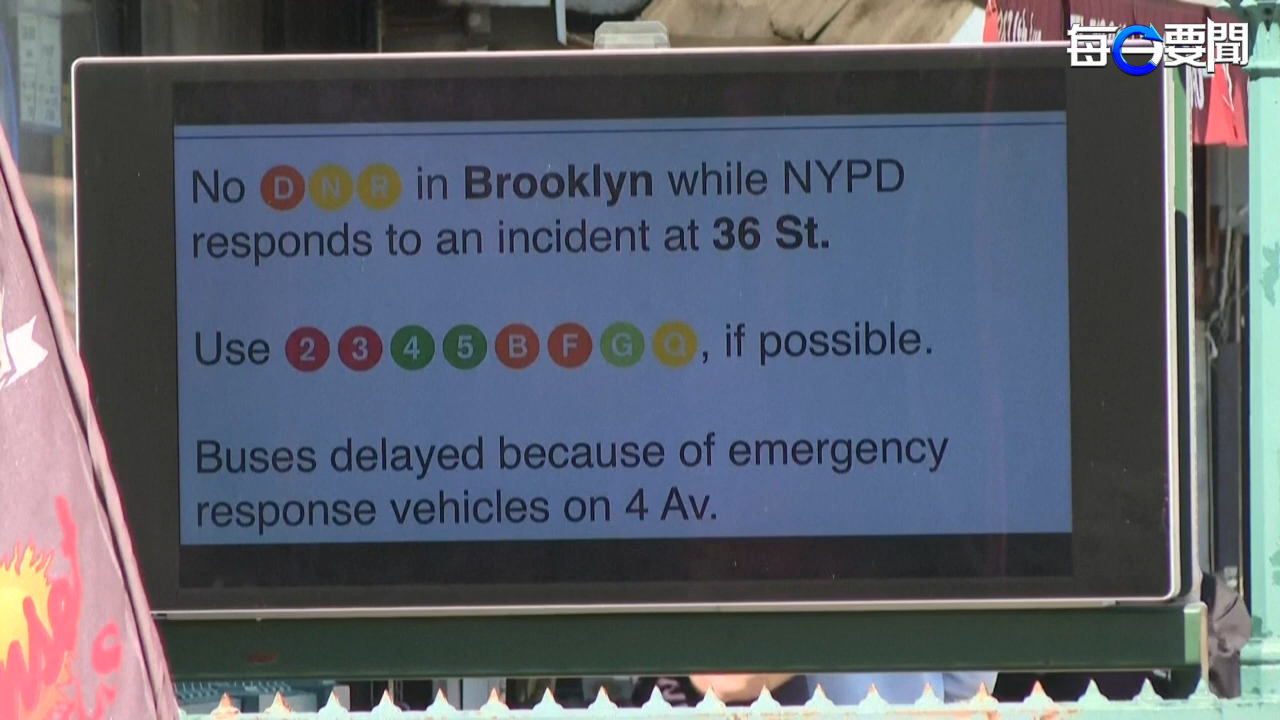 每日要聞
No D N R in Brooklyn while NYPD
responds to an incident at 36 St.
Use 2 3 4 5 B F G Q, if possible.
Buses delayed because of emergency
response vehicles on 4 Av.